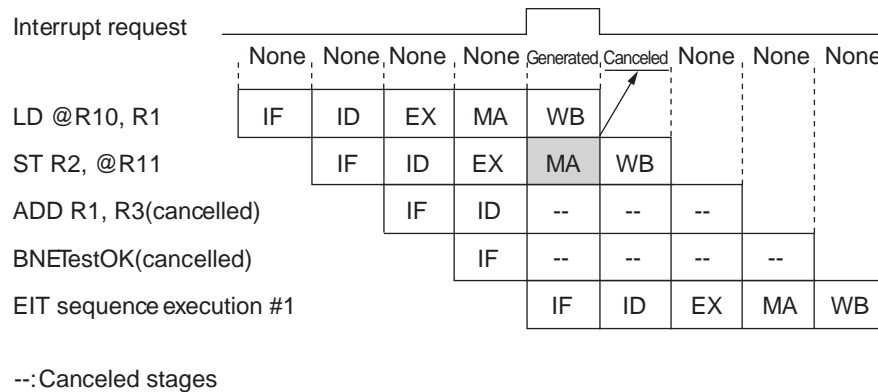 Interrupt request
None None None None Generated Canceled None None None
LD @R10, R1 IF ID EX MA WB
ST R2, @R11 IF ID EX MA WB
ADD R1, R3(cancelled) IF ID -- -- --
BNETestOK(cancelled) IF -- -- -- --
EIT sequence execution #1 IF ID EX MA WB
--:Canceled stages